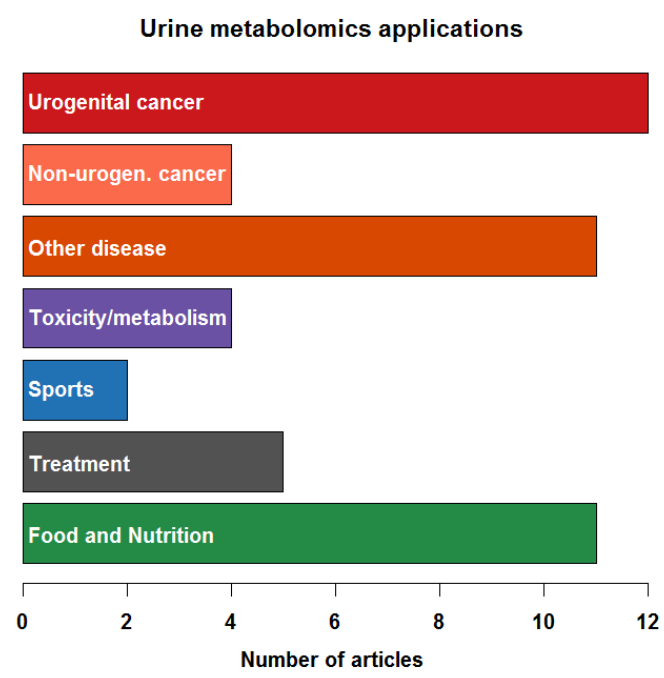 Urine metabolomics applications
Urogenital cancer
Non-urogen. cancer
Other disease
Toxicity/metabolism
Sports
Treatment
Food and Nutrition
0 2 4 6 8 10 12
Number of articles